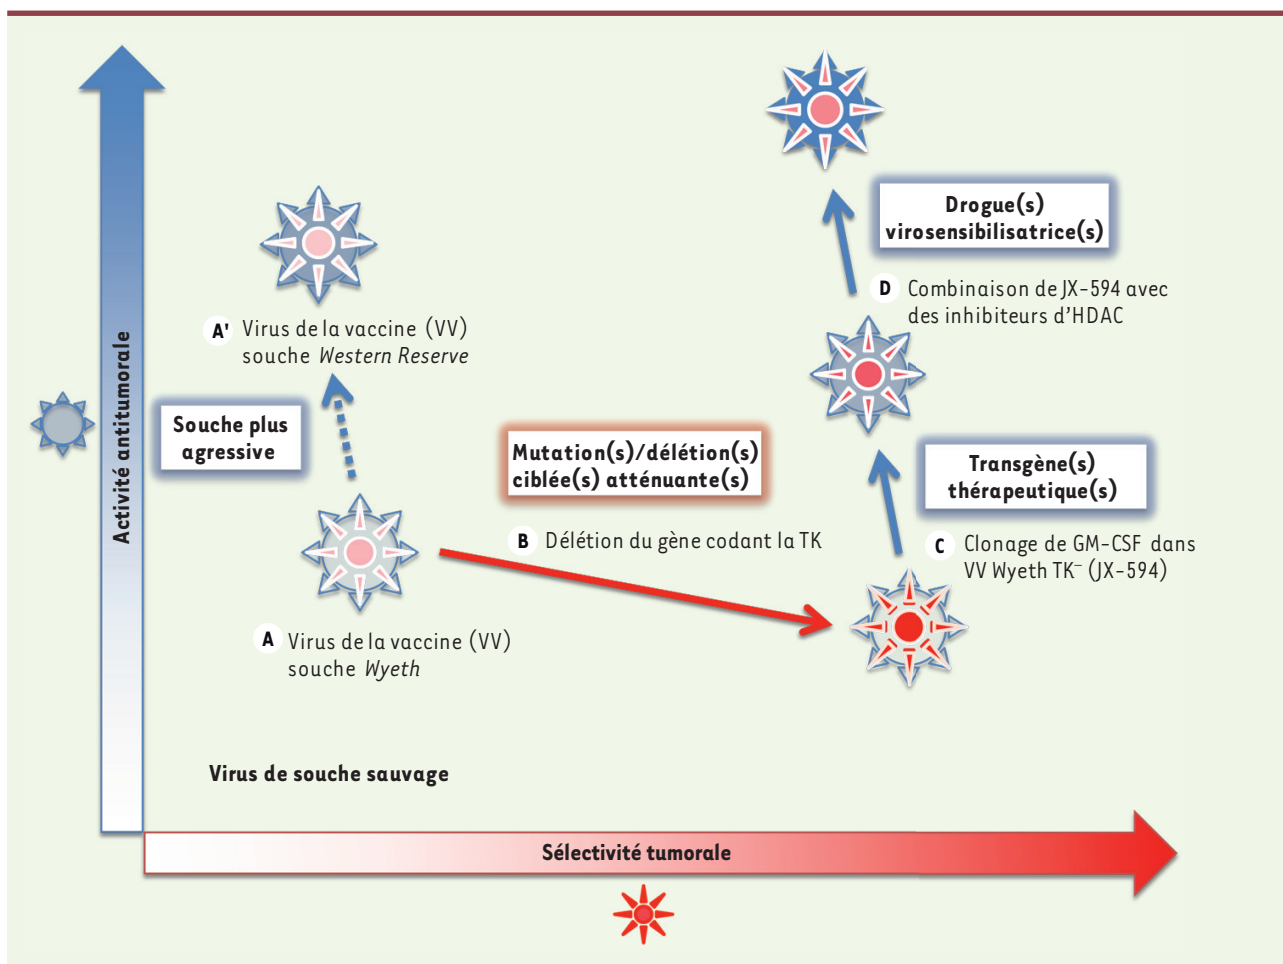 Activité antitumorale
Drogue(s)
virosensibilisatrice(s)
D Combinaison de JX-594 avec
des inhibiteurs d’HDAC
A' Virus de la vaccine (VV)
souche Western Reserve
Souche plus
agressive
Mutation(s)/délétion(s)
ciblée(s) atténuante(s)
Transgène(s)
thérapeutique(s)
B Délétion du gène codant la TK
C Clonage de GM-CSF dans
VV Wyeth TK⁻ (JX-594)
A Virus de la vaccine (VV)
souche Wyeth
Virus de souche sauvage
Sélectivité tumorale